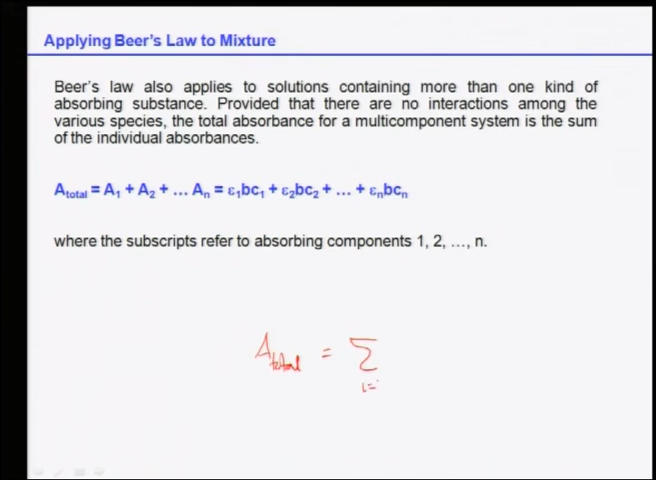 Applying Beer's Law to Mixture
Beer's law also applies to solutions containing more than one kind of
absorbing substance. Provided that there are no interactions among the
various species, the total absorbance for a multicomponent system is the sum
of the individual absorbances.
A_total = A₁ + A₂ + ... Aₙ = ε₁bc₁ + ε₂bc₂ + ... + εₙbcₙ
where the subscripts refer to absorbing components 1, 2, ..., n.
A_total = Σ
i=